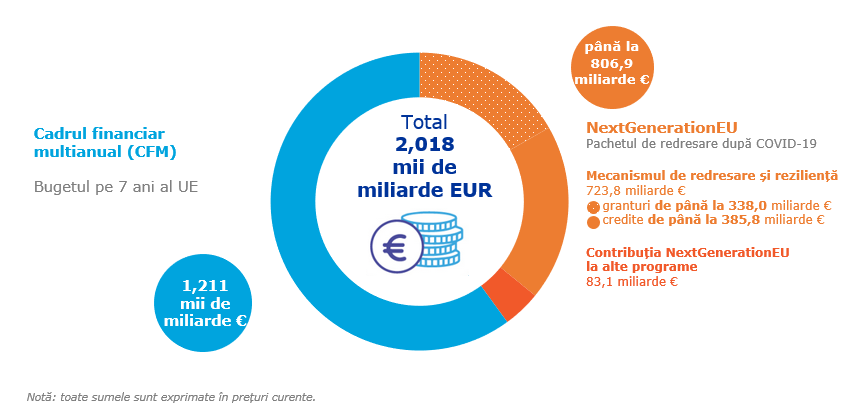 până la
806,9
miliarde €
Total
2,018
mii de
miliarde EUR
€
Cadrul financiar
multianual (CFM)
Bugetul pe 7 ani al UE
1,211
mii de
miliarde €
NextGenerationEU
Pachetul de redresare după COVID-19
Mecanismul de redresare și reziliență
723,8 miliarde €
granturi de până la 338,0 miliarde €
credite de până la 385,8 miliarde €
Contribuția NextGenerationEU
la alte programe
83,1 miliarde €
Notă: toate sumele sunt exprimate în prețuri curente.